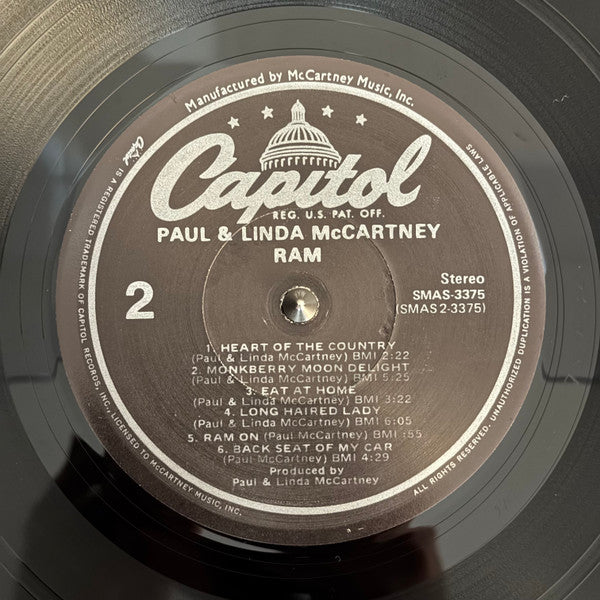 Manufactured by McCartney Music, Inc.
Capitol
REG. U.S. PAT. OFF.
PAUL & LINDA McCARTNEY
RAM
2
Stereo
SMAS-3375
(SMAS 2-3375)
1. HEART OF THE COUNTRY
(Paul & Linda McCartney) BMI 2:22
2. MONKBERRY MOON DELIGHT
(Paul & Linda McCartney) BMI 5:25
3. EAT AT HOME
(Paul & Linda McCartney) BMI 3:22
4. LONG HAIRED LADY
(Paul & Linda McCartney) BMI 6:05
5. RAM ON (Paul McCartney) BMI :55
6. BACK SEAT OF MY CAR
(Paul McCartney) BMI 4:29
Produced by
Paul & Linda McCartney
Capitol IS A REGISTERED TRADEMARK OF CAPITOL RECORDS, INC., LICENSED TO McCARTNEY MUSIC, INC.
ALL RIGHTS RESERVED. UNAUTHORIZED DUPLICATION IS A VIOLATION OF APPLICABLE LAWS